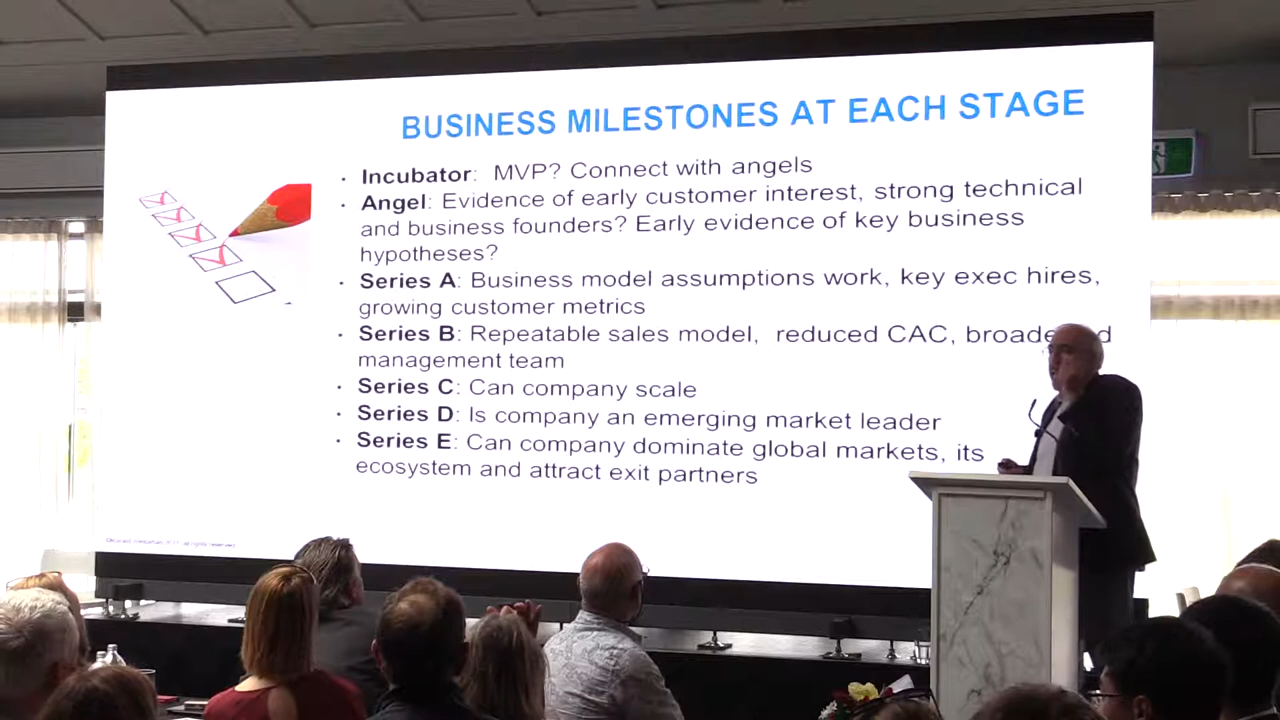 BUSINESS MILESTONES AT EACH STAGE
· Incubator: MVP? Connect with angels
· Angel: Evidence of early customer interest, strong technical
and business founders? Early evidence of key business
hypotheses?
· Series A: Business model assumptions work, key exec hires,
growing customer metrics
· Series B: Repeatable sales model, reduced CAC,
management team
· Series C: Can company scale
· Series D: Is company an emerging market leader
· Series E: Can company dominate global markets, its
ecosystem and attract exit partners